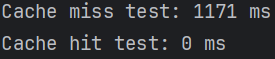 Cache miss test: 1171 ms
Cache hit test: 0 ms